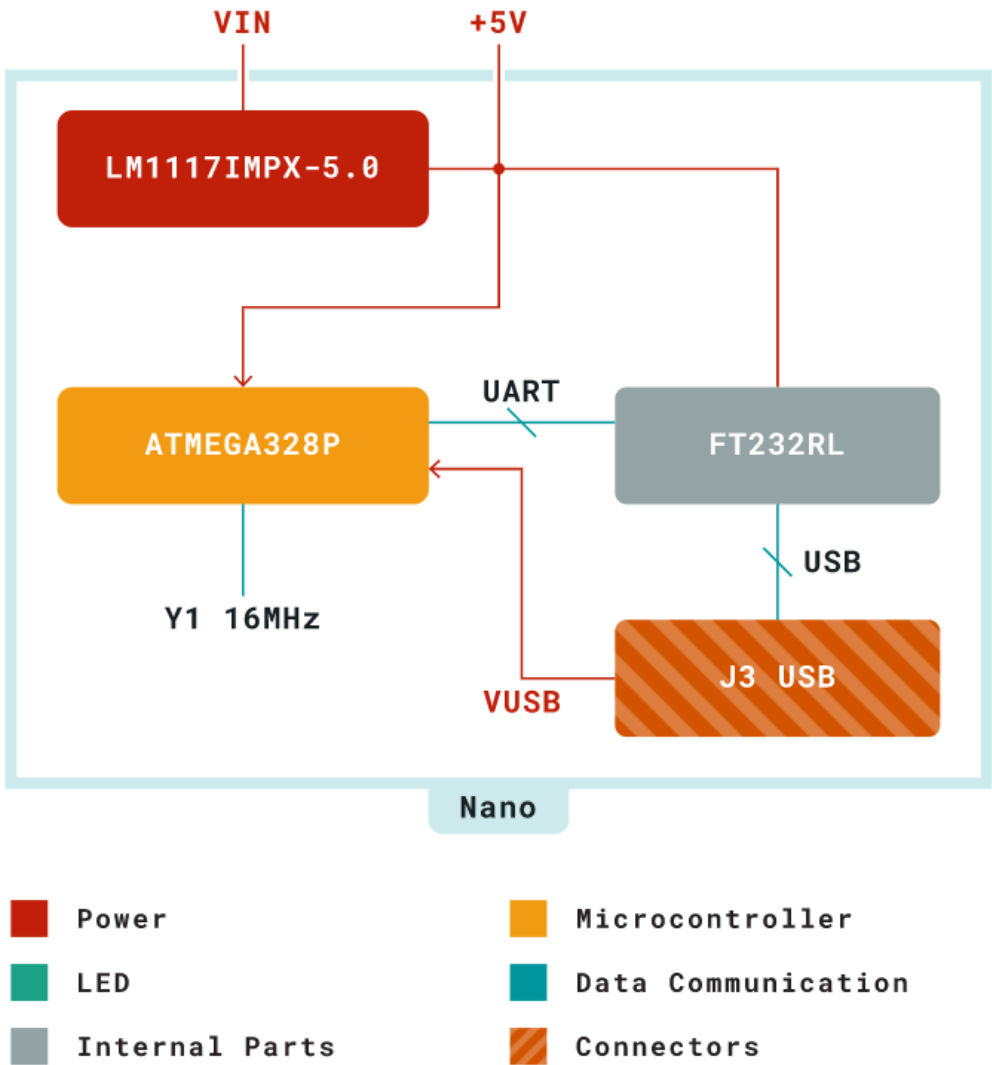 VIN
+5V
LM1117IMPX-5.0
UART
ATMEGA328P
FT232RL
USB
Y1 16MHz
J3 USB
VUSB
Nano
Power
Microcontroller
LED
Data Communication
Internal Parts
Connectors